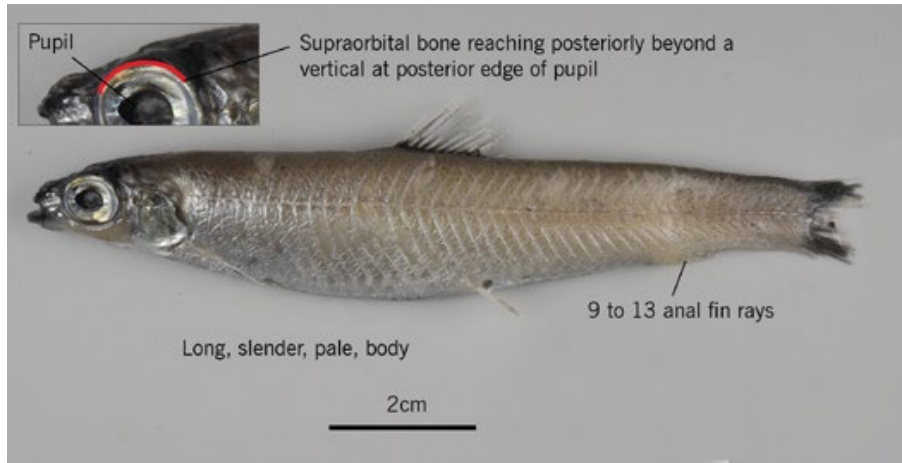 Pupil
Supraorbital bone reaching posteriorly beyond a
vertical at posterior edge of pupil
9 to 13 anal fin rays
Long, slender, pale, body
2cm